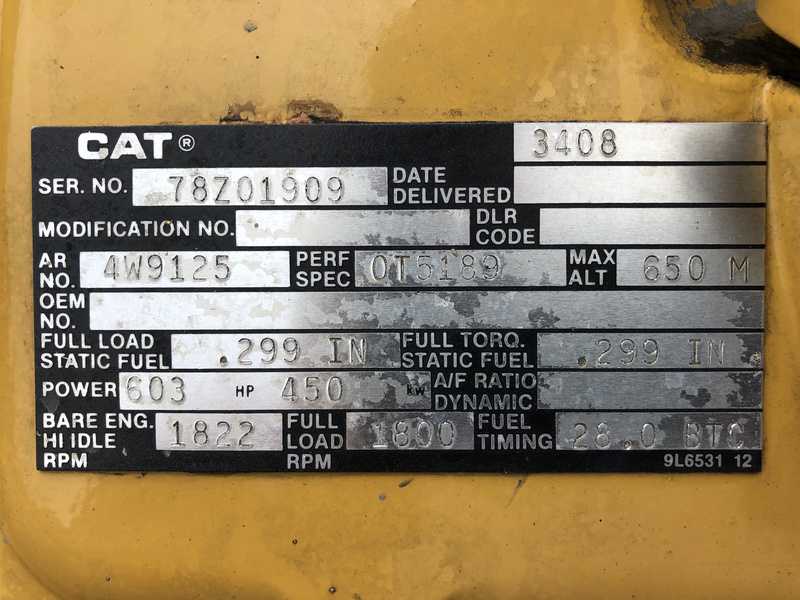 CAT® 3408
SER. NO. 78Z01909 DATE DELIVERED
MODIFICATION NO. DLR CODE
AR NO. 4W9125 PERF SPEC 0T5189 MAX ALT 650 M
OEM NO.
FULL LOAD STATIC FUEL .299 IN FULL TORQ. STATIC FUEL .299 IN
POWER 603 HP 450 kw A/F RATIO DYNAMIC
BARE ENG. HI IDLE RPM 1822 FULL LOAD RPM 1800 FUEL TIMING 28.0 BTC
9L6531 12